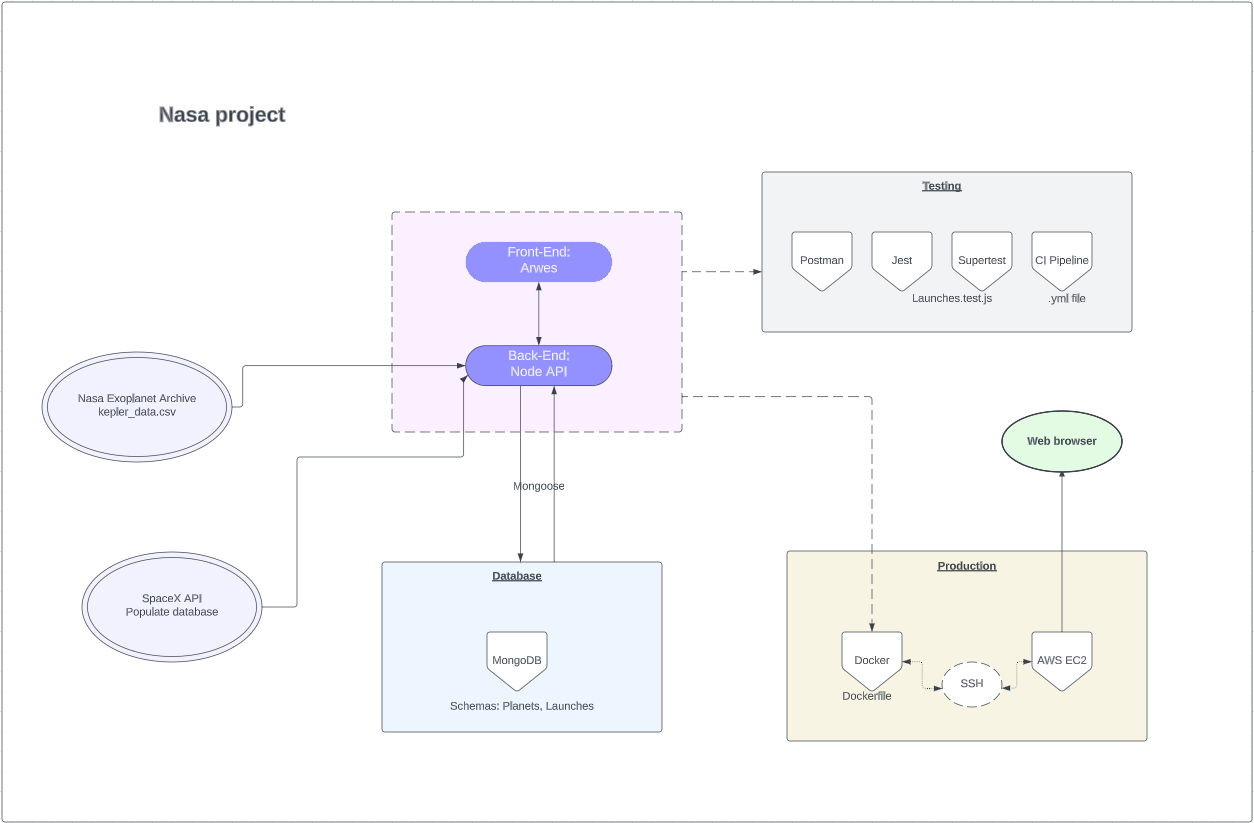 Nasa project
Testing
Postman
Jest
Supertest
CI Pipeline
Launches.test.js
.yml file
Front-End:
Arwes
Back-End:
Node API
Nasa Exoplanet Archive
kepler_data.csv
Web browser
Mongoose
SpaceX API
Populate database
Database
MongoDB
Schemas: Planets, Launches
Production
Docker
Dockerfile
SSH
AWS EC2